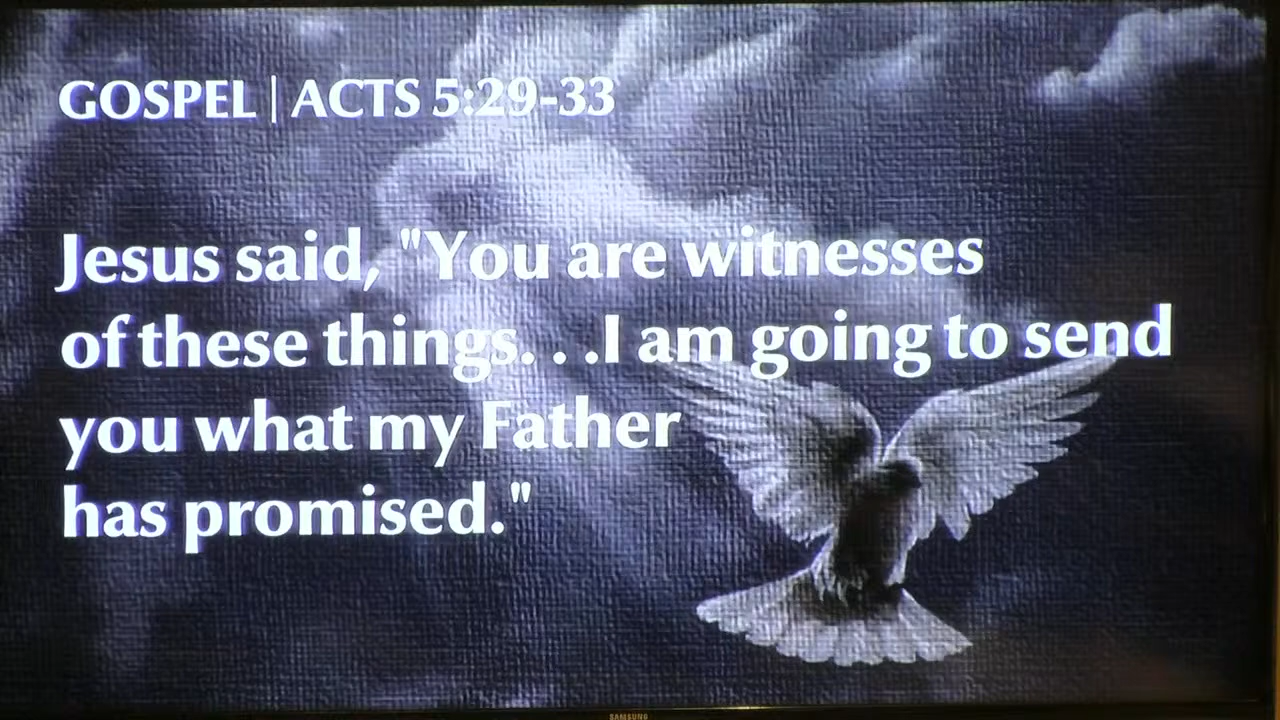 GOSPEL | ACTS 5:29-33
Jesus said, "You are witnesses
of these things. . .I am going to send
you what my Father
has promised."
SAMSUNG